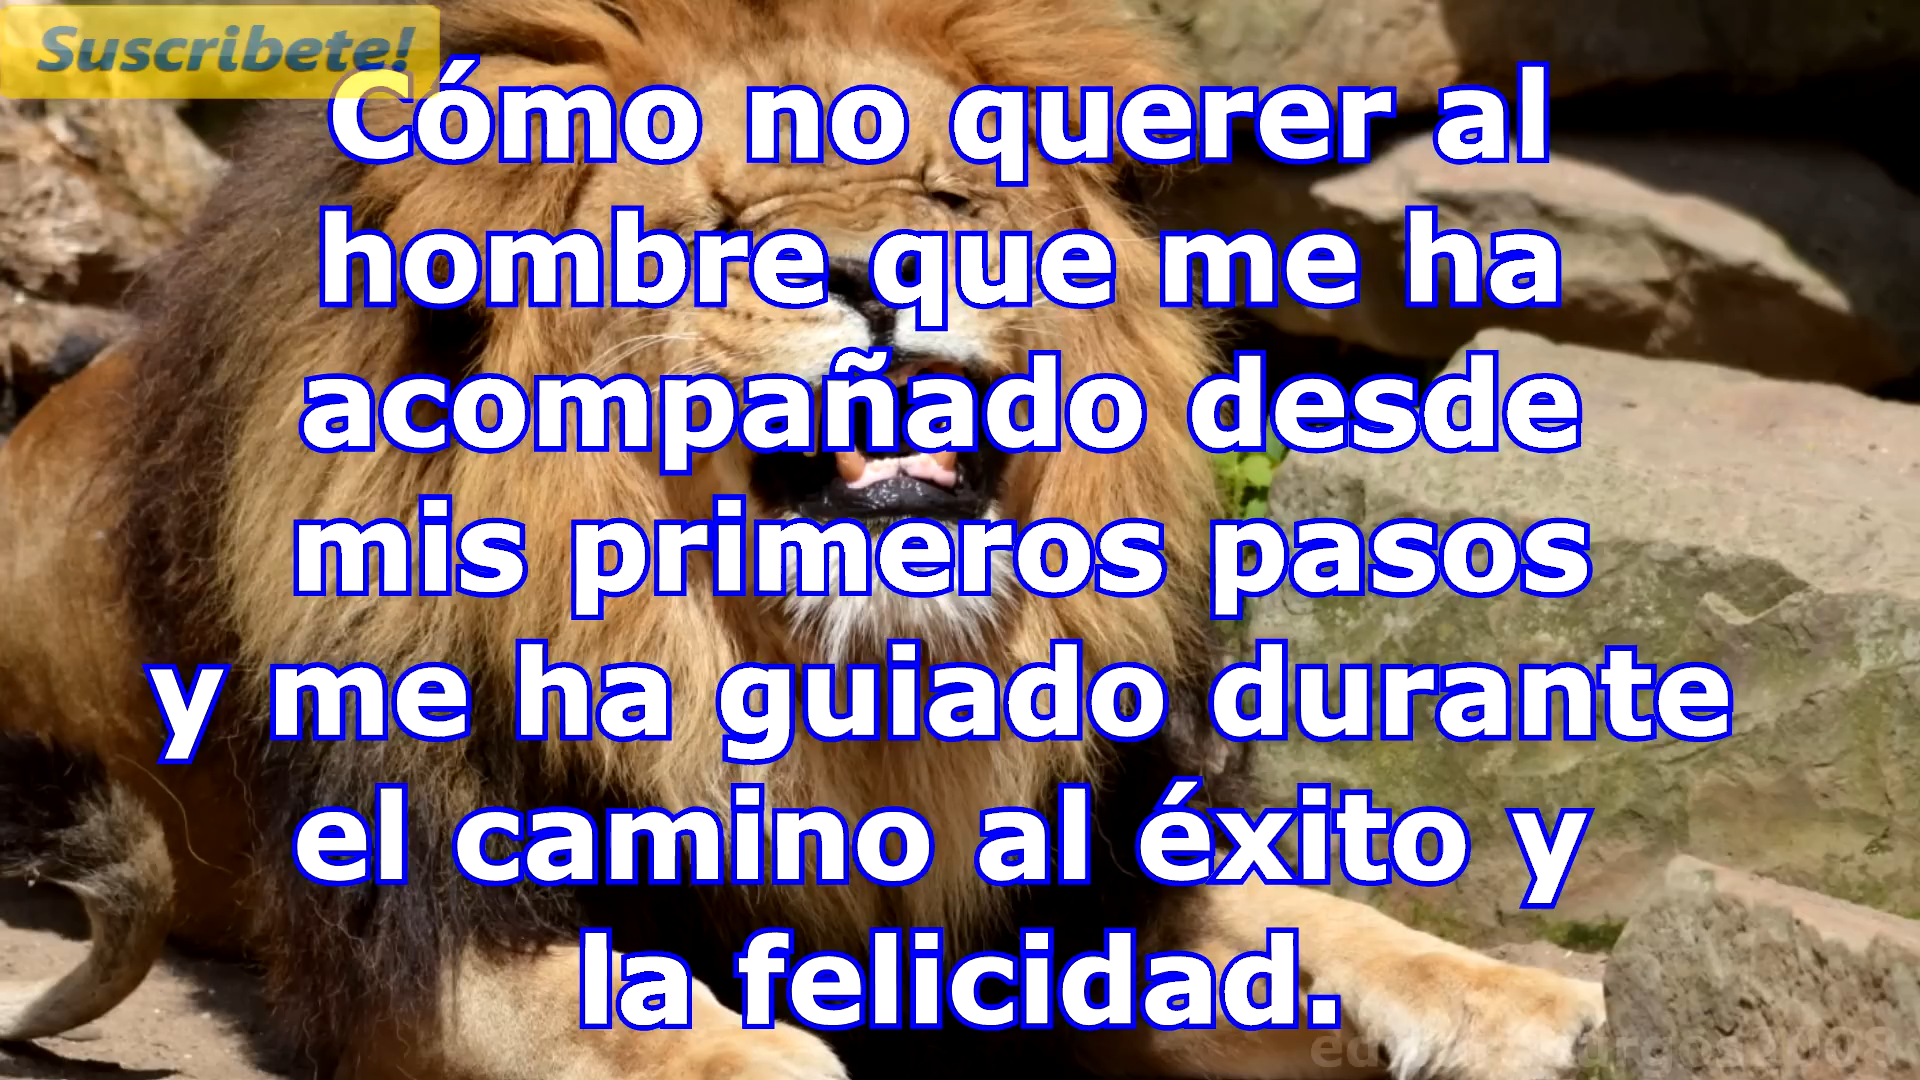 Suscribete!
Cómo no querer al
hombre que me ha
acompañado desde
mis primeros pasos
y me ha guiado durante
el camino al éxito y
la felicidad.